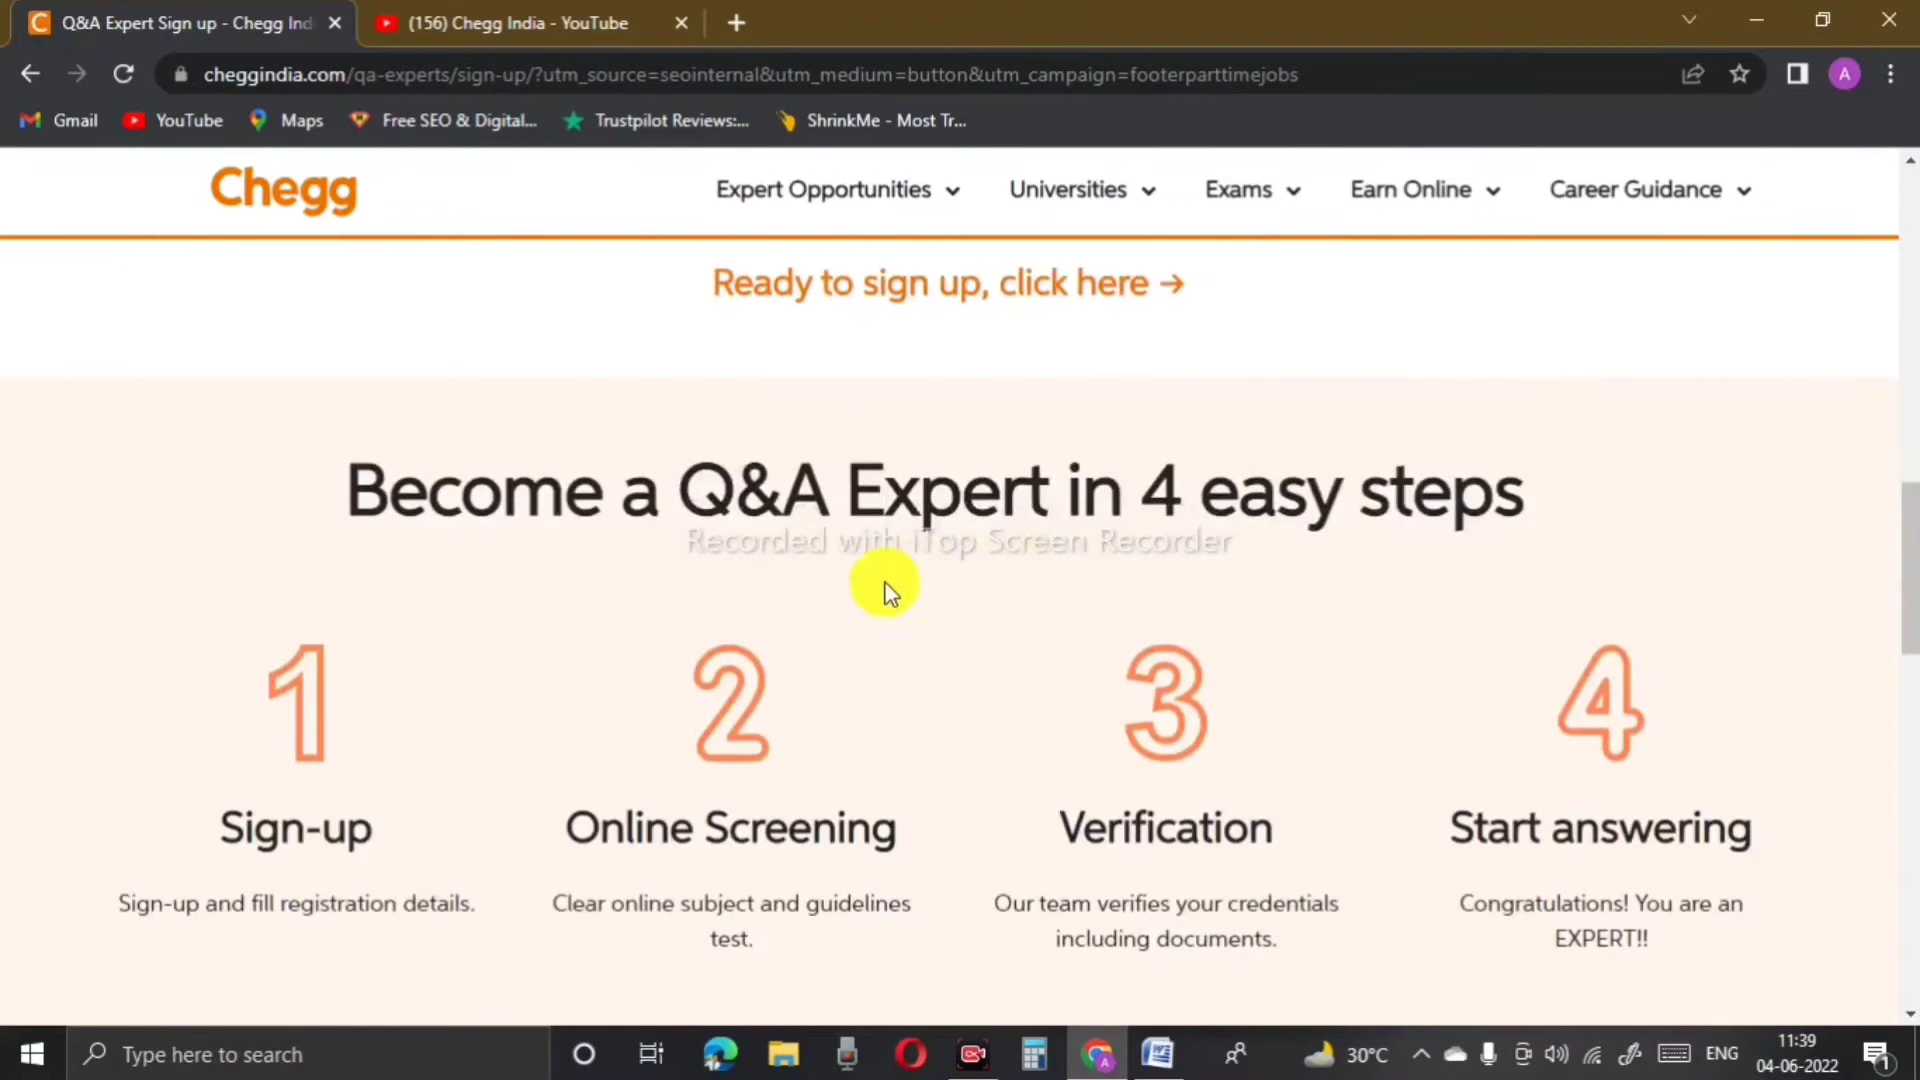 Q&A Expert Sign up - Chegg Ind
(156) Chegg India - YouTube
cheggindia.com/qa-experts/sign-up/?utm_source=seointernal&utm_medium=button&utm_campaign=footerparttimejobs
A
Gmail
YouTube
Maps
Free SEO & Digital...
Trustpilot Reviews:...
ShrinkMe - Most Tr...
Chegg
Expert Opportunities
Universities
Exams
Earn Online
Career Guidance
Ready to sign up, click here →
Become a Q&A Expert in 4 easy steps
Recorded with iTop Screen Recorder
1
2
3
4
Sign-up
Online Screening
Verification
Start answering
Sign-up and fill registration details.
Clear online subject and guidelines
test.
Our team verifies your credentials
including documents.
Congratulations! You are an
EXPERT!!
Type here to search
30°C
ENG
11:39
04-06-2022
1